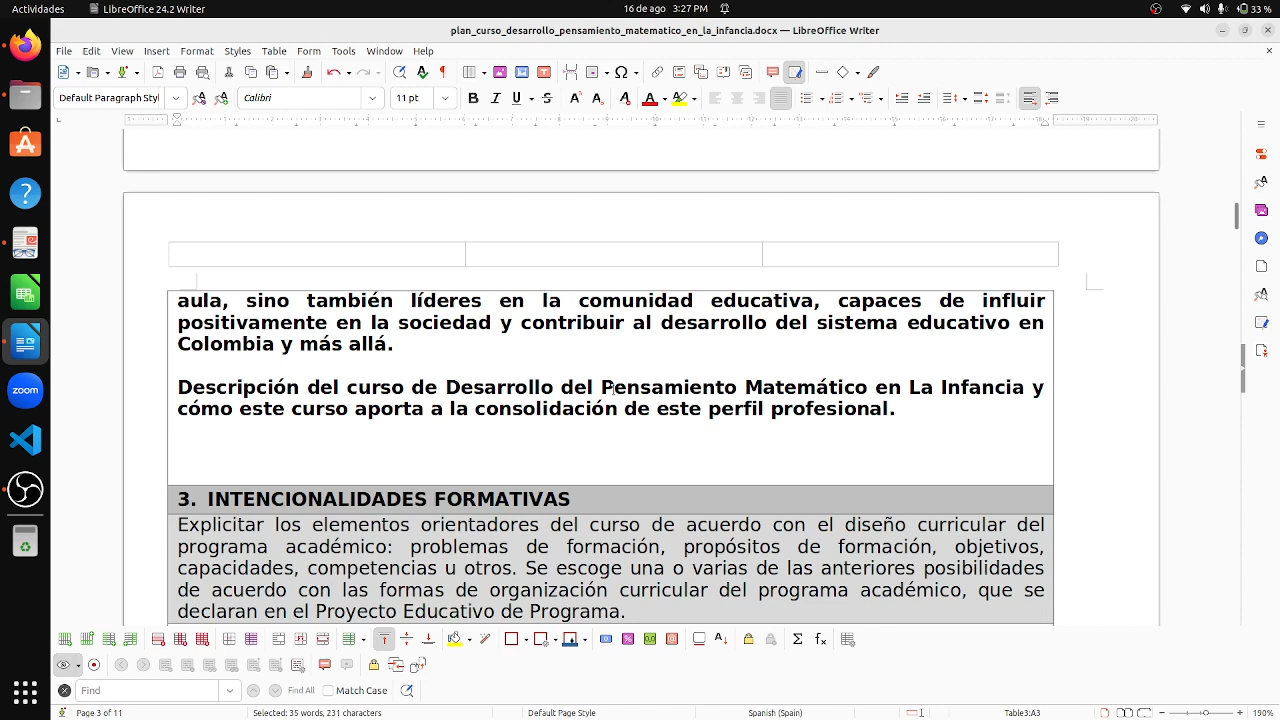 Actividades LibreOffice 24.2 Writer 16 de ago 3:27 PM 33 %
plan_curso_desarrollo_pensamiento_matematico_en_la_infancia.docx — LibreOffice Writer
File Edit View Insert Format Styles Table Form Tools Window Help
Default Paragraph Styl Calibri 11 pt
aula, sino también líderes en la comunidad educativa, capaces de influir
positivamente en la sociedad y contribuir al desarrollo del sistema educativo en
Colombia y más allá.
Descripción del curso de Desarrollo del Pensamiento Matemático en La Infancia y
cómo este curso aporta a la consolidación de este perfil profesional.
3. INTENCIONALIDADES FORMATIVAS
Explicitar los elementos orientadores del curso de acuerdo con el diseño curricular del
programa académico: problemas de formación, propósitos de formación, objetivos,
capacidades, competencias u otros. Se escoge una o varias de las anteriores posibilidades
de acuerdo con las formas de organización curricular del programa académico, que se
declaran en el Proyecto Educativo de Programa.
Find Find All Match Case
Page 3 of 11 Selected: 35 words, 231 characters Default Page Style Spanish (Spain) Table3:A3 190%
zoom